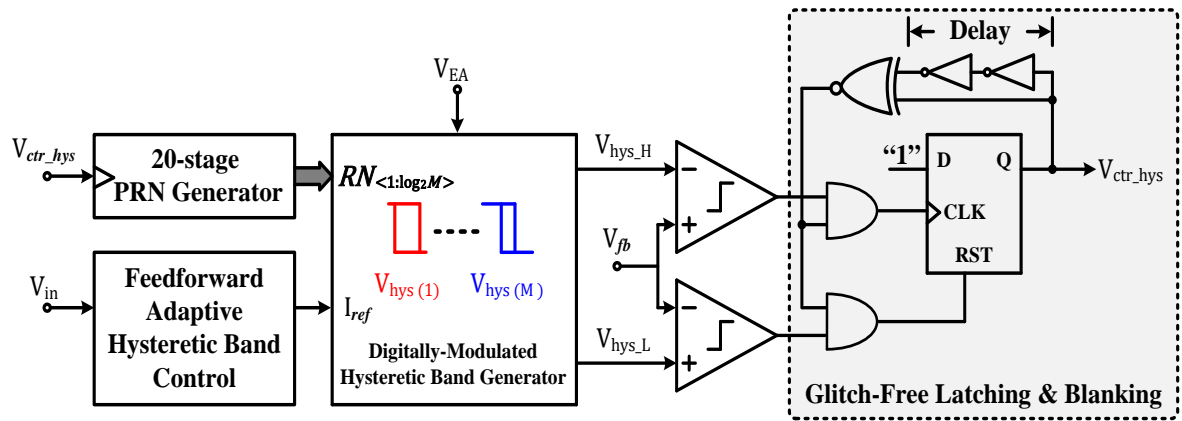 Delay
V_EA
V_ctr_hys
20-stage
PRN Generator
RN<1:log₂M>
V_hys (1)
V_hys (M)
I_ref
Digitally-Modulated
Hysteretic Band Generator
V_in
Feedforward
Adaptive
Hysteretic Band
Control
V_hys_H
−
+
V_fb
−
+
V_hys_L
“1”
D
Q
CLK
RST
V_ctr_hys
Glitch-Free Latching & Blanking